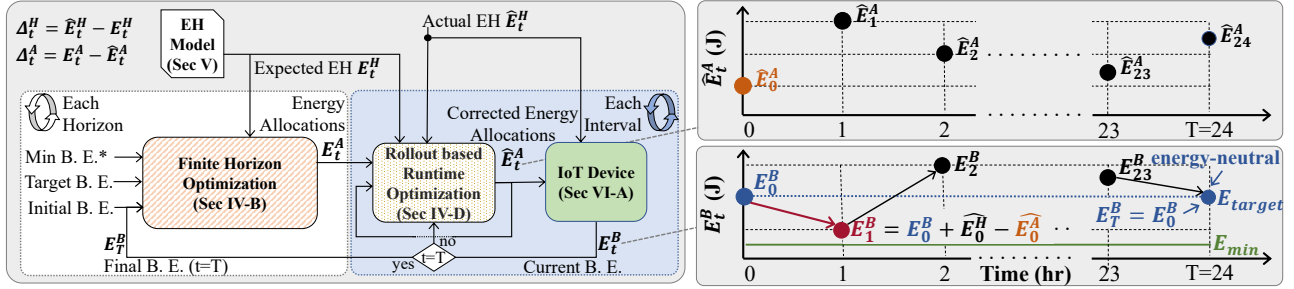 Δ_t^H = Ê_t^H − E_t^H
Δ_t^A = E_t^A − Ê_t^A
EH
Model
(Sec V)
Actual EH Ê_t^H
Expected EH E_t^H
Each
Horizon
Energy
Allocations
Corrected Energy
Allocations
Each
Interval
Min B. E.*
Target B. E.
Initial B. E.
Finite Horizon
Optimization
(Sec IV-B)
E_t^A
Rollout based
Runtime
Optimization
(Sec IV-D)
Ê_t^A
IoT Device
(Sec VI-A)
E_T^B
E_t^B
no
yes
t=T
Final B. E. (t=T)
Current B. E.
Ê_t^A (J)
Ê_0^A
Ê_1^A
Ê_2^A
Ê_23^A
Ê_24^A
0
1
2
23
T=24
E_t^B (J)
E_0^B
E_1^B = E_0^B + Ê_0^H − Ê_0^A
E_2^B
E_23^B
energy-neutral
E_target
E_T^B = E_0^B
E_min
0
1
2
Time (hr)
23
T=24